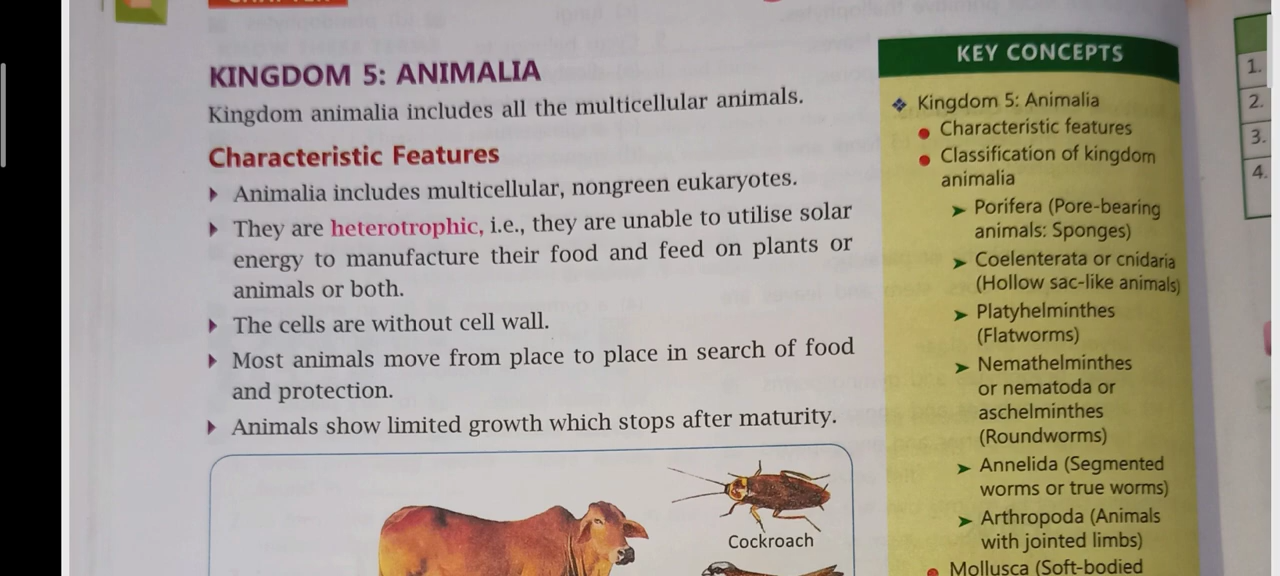 KINGDOM 5: ANIMALIA
Kingdom animalia includes all the multicellular animals.
Characteristic Features
Animalia includes multicellular, nongreen eukaryotes.
They are heterotrophic, i.e., they are unable to utilise solar
energy to manufacture their food and feed on plants or
animals or both.
The cells are without cell wall.
Most animals move from place to place in search of food
and protection.
Animals show limited growth which stops after maturity.
Cockroach
KEY CONCEPTS
Kingdom 5: Animalia
Characteristic features
Classification of kingdom
animalia
Porifera (Pore-bearing
animals: Sponges)
Coelenterata or cnidaria
(Hollow sac-like animals)
Platyhelminthes
(Flatworms)
Nemathelminthes
or nematoda or
aschelminthes
(Roundworms)
Annelida (Segmented
worms or true worms)
Arthropoda (Animals
with jointed limbs)
Mollusca (Soft-bodied
1.
2.
3.
4.